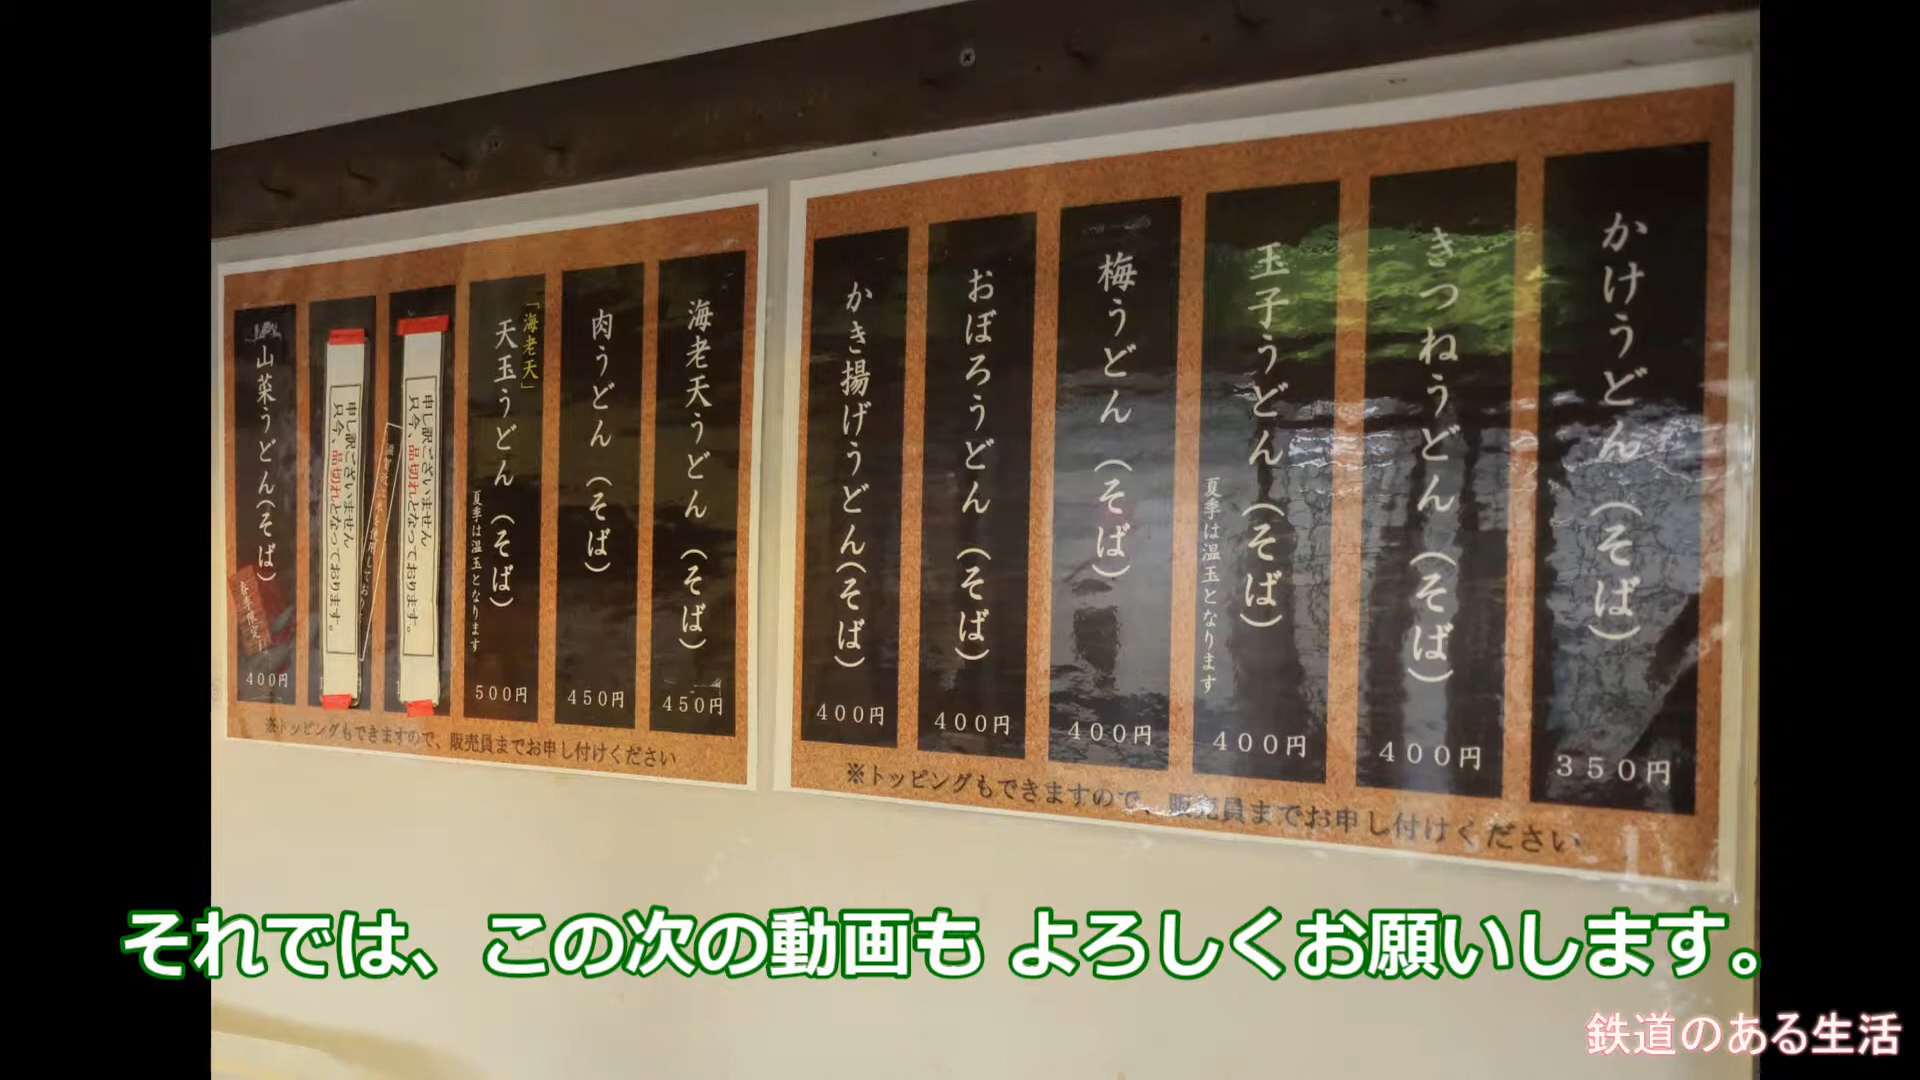 かけうどん(そば)
350円
きつねうどん(そば)
400円
玉子うどん(そば)
夏季は温玉となります
400円
梅うどん(そば)
400円
おぼろうどん(そば)
400円
かき揚げうどん(そば)
400円
※トッピングもできますので、販売員までお申し付けください
海老天うどん(そば)
450円
肉うどん(そば)
450円
「海老天」
天玉うどん(そば)
夏季は温玉となります
500円
申し訳ございません
只今、品切れとなっております。
申し訳ございません
只今、品切れとなっております。
山菜うどん(そば)
春季限定
400円
※トッピングもできますので、販売員までお申し付けください
それでは、この次の動画も よろしくお願いします。
鉄道のある生活